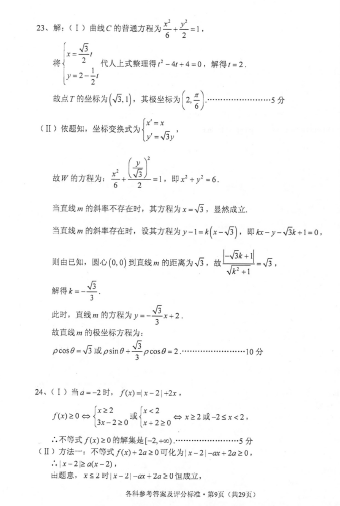 23、解:(Ⅰ)曲线C的普通方程为 x²/6 + y²/2 = 1,
将 { x = √3/2 t, y = 2 − 1/2 t 代入上式整理得 t² − 4t + 4 = 0,解得 t = 2.
故点T的坐标为(√3, 1),其极坐标为(2, π/6).……………………5分
(Ⅱ)依题知,坐标变换式为 { x′ = x, y′ = √3y,
故W的方程为: x²/6 + (y/√3)²/2 = 1,即 x² + y² = 6.
当直线m的斜率不存在时,其方程为 x = √3,显然成立.
当直线m的斜率存在时,设其方程为 y − 1 = k(x − √3),即 kx − y − √3k + 1 = 0,
则由已知,圆心(0, 0)到直线m的距离为√3,故 |−√3k + 1|/√(k² + 1) = √3,
解得 k = −√3/3.
此时,直线m的方程为 y = −√3/3 x + 2.
故直线m的极坐标方程为:
ρcosθ = √3 或 ρsinθ + √3/3 ρcosθ = 2.……………………10分
24、(Ⅰ)当 a = −2 时, f(x) = |x − 2| + 2x,
f(x) ≥ 0 ⇔ { x ≥ 2, 3x − 2 ≥ 0 或 { x < 2, x + 2 ≥ 0 ⇔ x ≥ 2 或 −2 ≤ x < 2,
∴不等式 f(x) ≥ 0 的解集是[−2, +∞).……………………5分
(Ⅱ)方法一:不等式 f(x) + 2a ≥ 0 可化为 |x − 2| − ax + 2a ≥ 0,
∴ |x − 2| ≥ a(x − 2),
由题意, x ≤ 2 时 |x − 2| − ax + 2a ≥ 0 恒成立,
各科参考答案及评分标准·第9页(共29页)